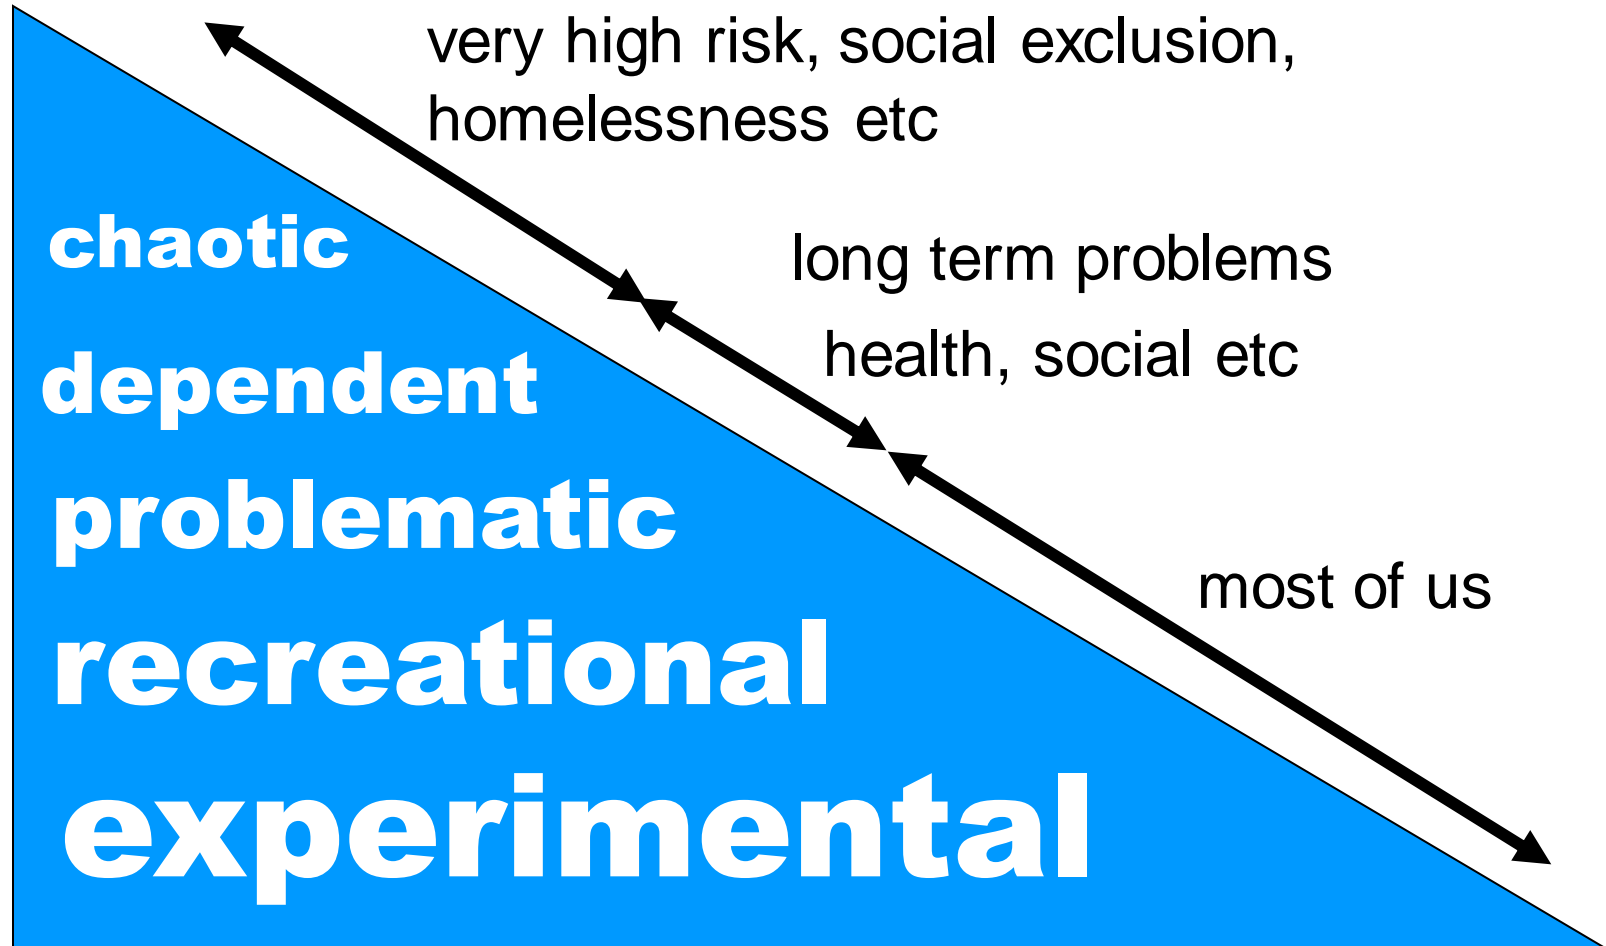 very high risk, social exclusion,
homelessness etc
chaotic
long term problems
dependent
health, social etc
problematic
most of us
recreational
experimental